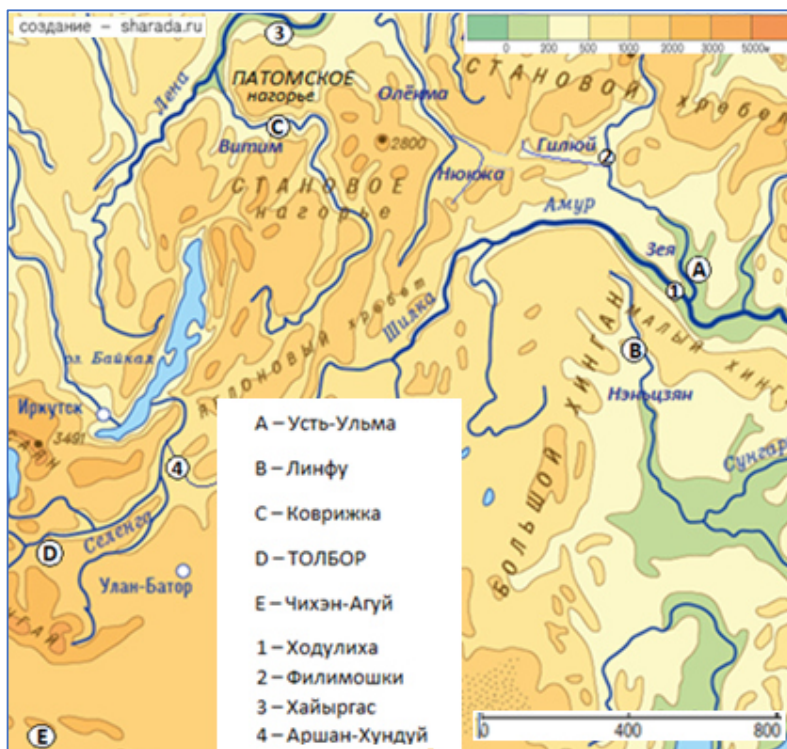 создание – sharada.ru
0 200 500 1000 2000 3000 5000м
3
ПАТОМСКОЕ
нагорье
Лена
Олёкма
СТАНОВОЙ хребет
C
Витим
2800
Гилюй
2
Нююжа
СТАНОВОЕ
нагорье
Амур
Зея
A
1
Шилка
МАЛЫЙ ХИНГАН
ЯБЛОНОВЫЙ хребет
оз. Байкал
B
Нэньцзян
БОЛЬШОЙ ХИНГАН
Иркутск
3491
САЯН
4
Сунгари
Селенга
D
Улан-Батор
E
A – Усть-Ульма
B – Линфу
C – Коврижка
D – ТОЛБОР
E – Чихэн-Агуй
1 – Ходулиха
2 – Филимошки
3 – Хайыргас
4 – Аршан-Хундуй
0 400 800